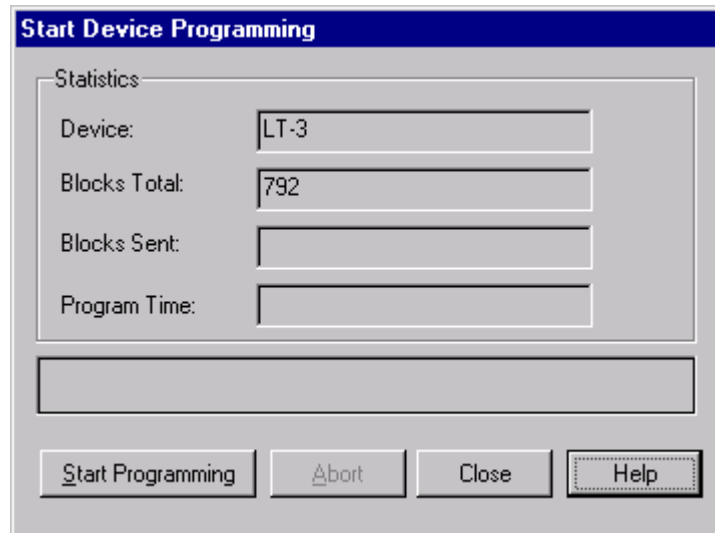 Start Device Programming
Statistics
Device: LT-3
Blocks Total: 792
Blocks Sent:
Program Time:
Start Programming Abort Close Help